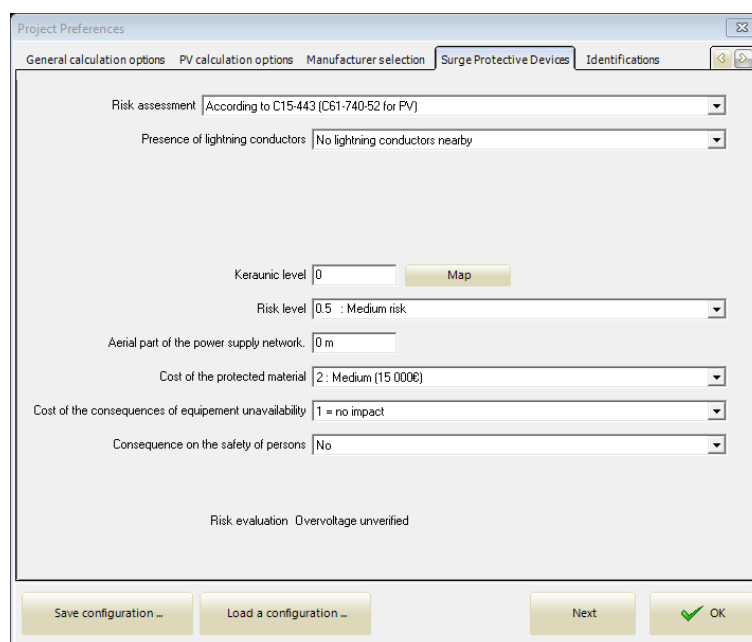 Project Preferences
General calculation options PV calculation options Manufacturer selection Surge Protective Devices Identifications
Risk assessment According to C15-443 (C61-740-52 for PV)
Presence of lightning conductors No lightning conductors nearby
Keraunic level 0 Map
Risk level 0.5 : Medium risk
Aerial part of the power supply network. 0 m
Cost of the protected material 2 : Medium (15 000€)
Cost of the consequences of equipement unavailability 1 = no impact
Consequence on the safety of persons No
Risk evaluation Overvoltage unverified
Save configuration ... Load a configuration ... Next OK